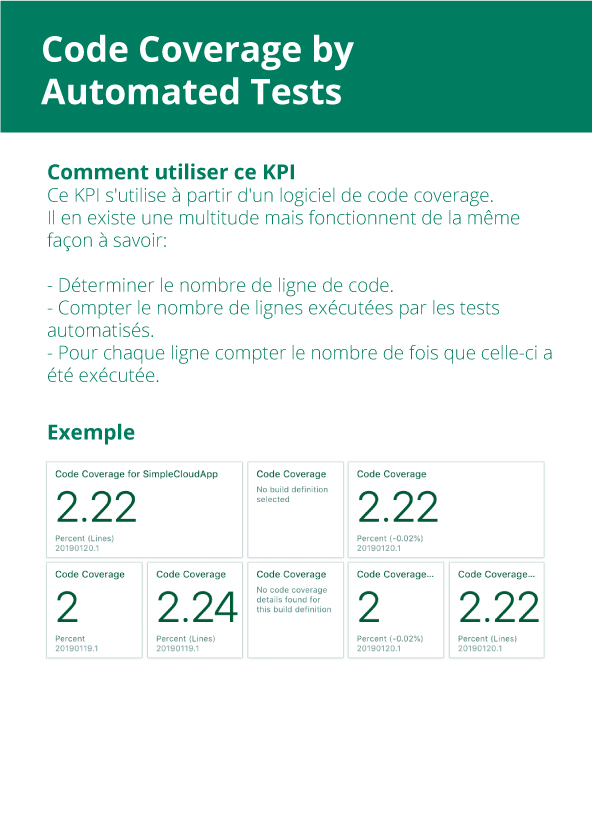 Code Coverage by
Automated Tests
Comment utiliser ce KPI
Ce KPI s'utilise à partir d'un logiciel de code coverage.
Il en existe une multitude mais fonctionnent de la même
façon à savoir:
- Déterminer le nombre de ligne de code.
- Compter le nombre de lignes exécutées par les tests
automatisés.
- Pour chaque ligne compter le nombre de fois que celle-ci a
été exécutée.
Exemple
Code Coverage for SimpleCloudApp
2.22
Percent (Lines)
20190120.1
Code Coverage
No build definition
selected
Code Coverage
2.22
Percent (-0.02%)
20190120.1
Code Coverage
2
Percent
20190119.1
Code Coverage
2.24
Percent (Lines)
20190119.1
Code Coverage
No code coverage
details found for
this build definition
Code Coverage...
2
Percent (-0.02%)
20190120.1
Code Coverage...
2.22
Percent (Lines)
20190120.1